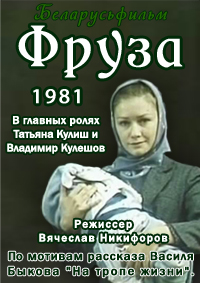 Беларусьфильм
Фруза
1981
В главных ролях
Татьяна Кулиш и
Владимир Кулешов
Режиссер
Вячеслав Никифоров
По мотивам рассказа Василя
Быкова "На тропе жизни".